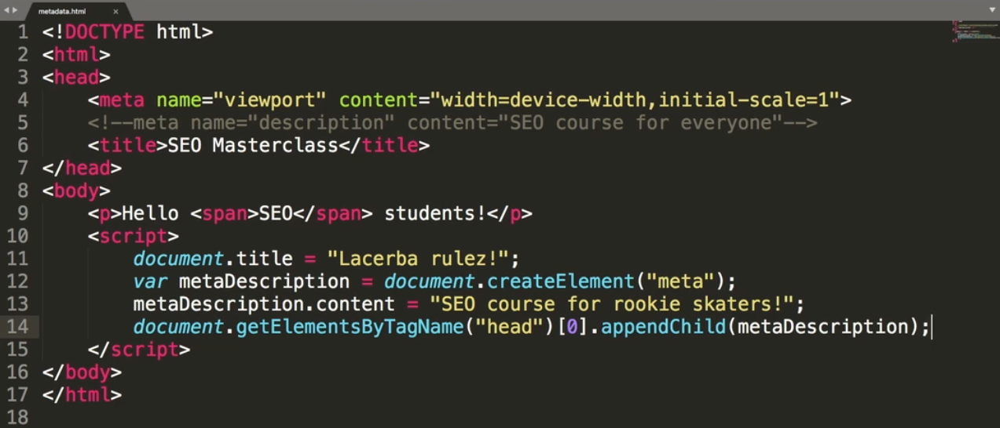 metadata.html ×
1 <!DOCTYPE html>
2 <html>
3 <head>
4 <meta name="viewport" content="width=device-width,initial-scale=1">
5 <!--meta name="description" content="SEO course for everyone"-->
6 <title>SEO Masterclass</title>
7 </head>
8 <body>
9 <p>Hello <span>SEO</span> students!</p>
10 <script>
11 document.title = "Lacerba rulez!";
12 var metaDescription = document.createElement("meta");
13 metaDescription.content = "SEO course for rookie skaters!";
14 document.getElementsByTagName("head")[0].appendChild(metaDescription);
15 </script>
16 </body>
17 </html>
18